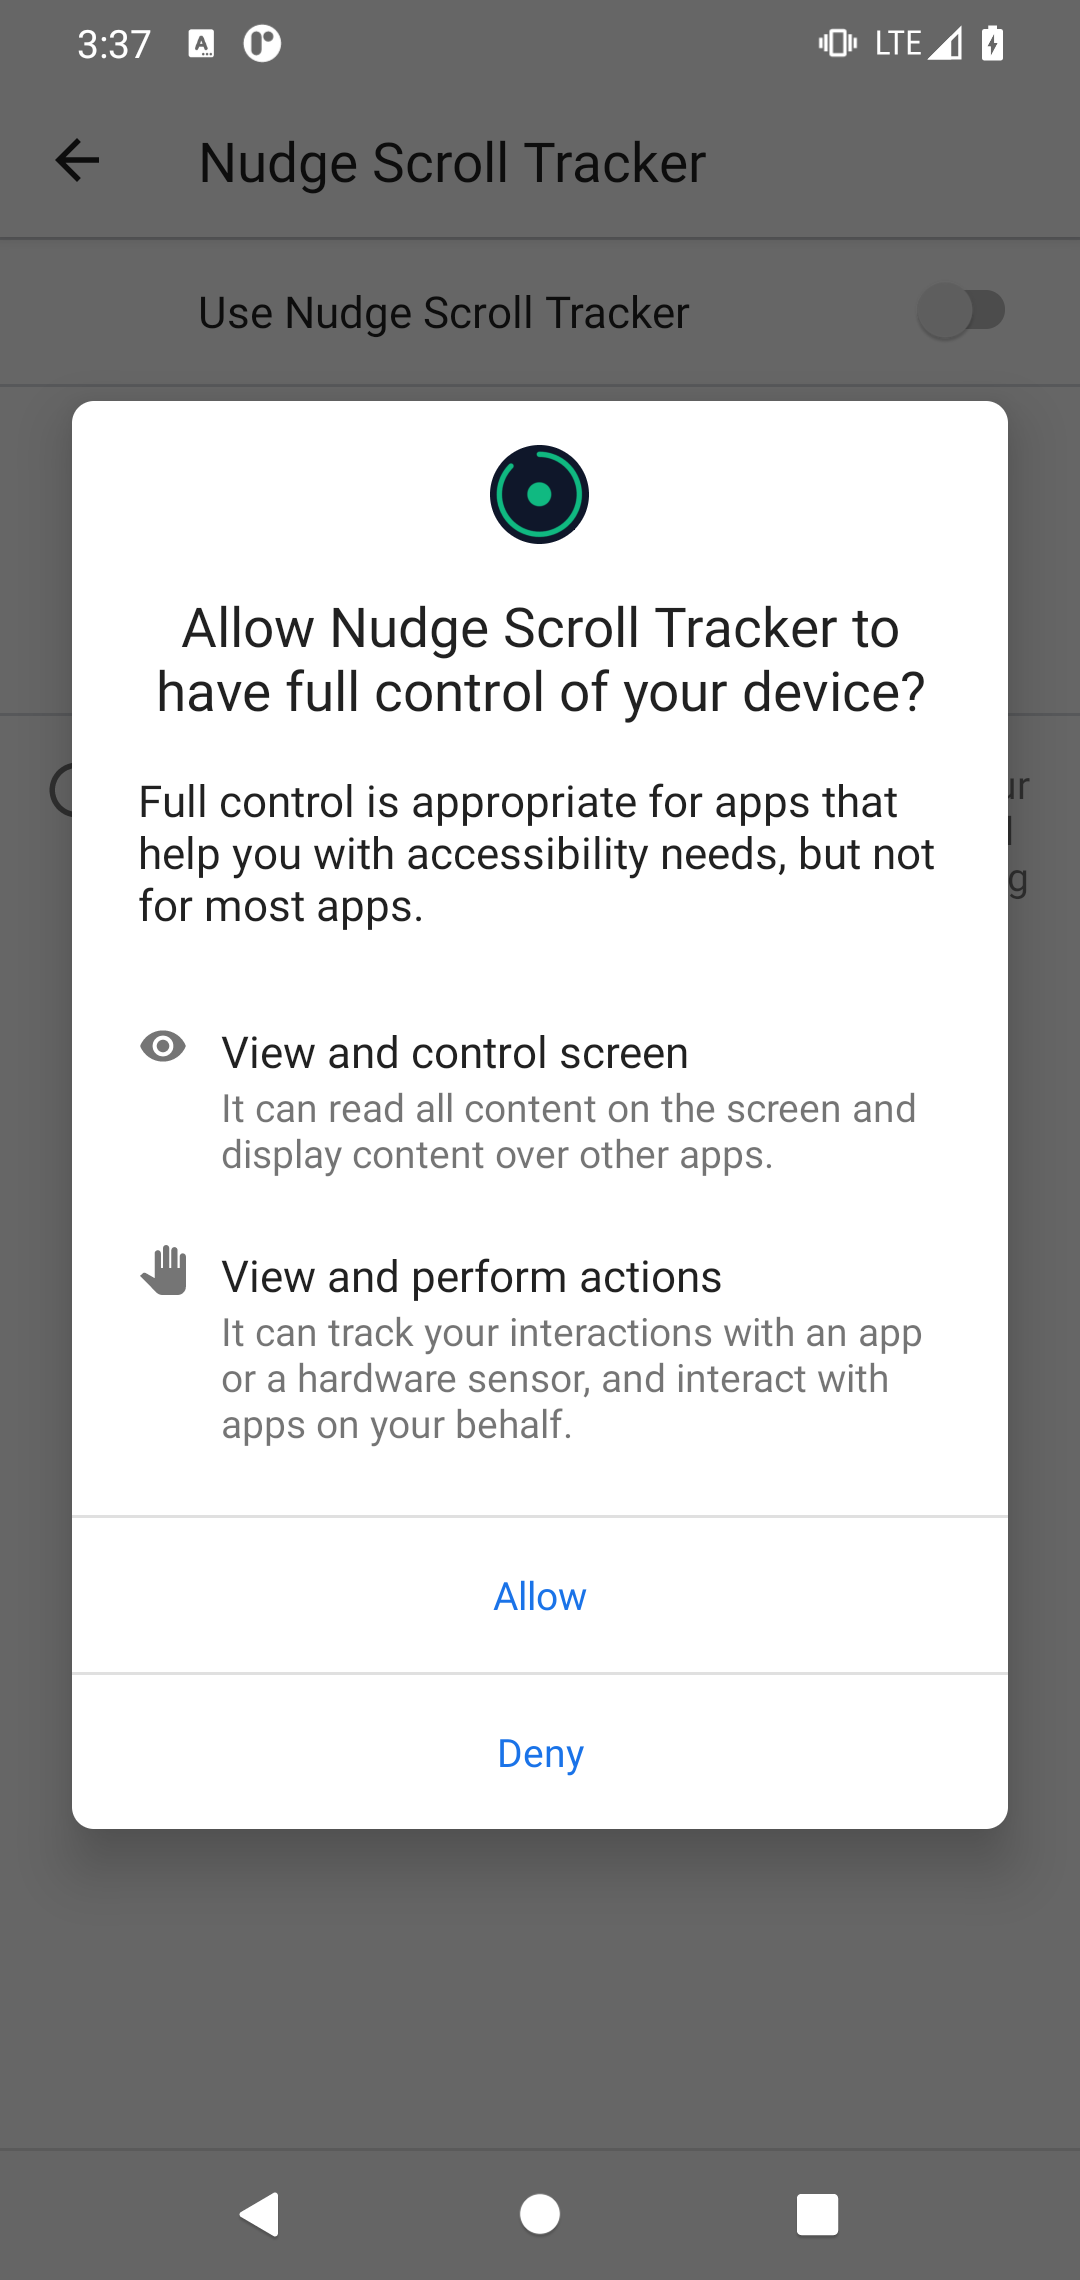 3:37
LTE
Nudge Scroll Tracker
Use Nudge Scroll Tracker
Allow Nudge Scroll Tracker to
have full control of your device?
Full control is appropriate for apps that
help you with accessibility needs, but not
for most apps.
View and control screen
It can read all content on the screen and
display content over other apps.
View and perform actions
It can track your interactions with an app
or a hardware sensor, and interact with
apps on your behalf.
Allow
Deny